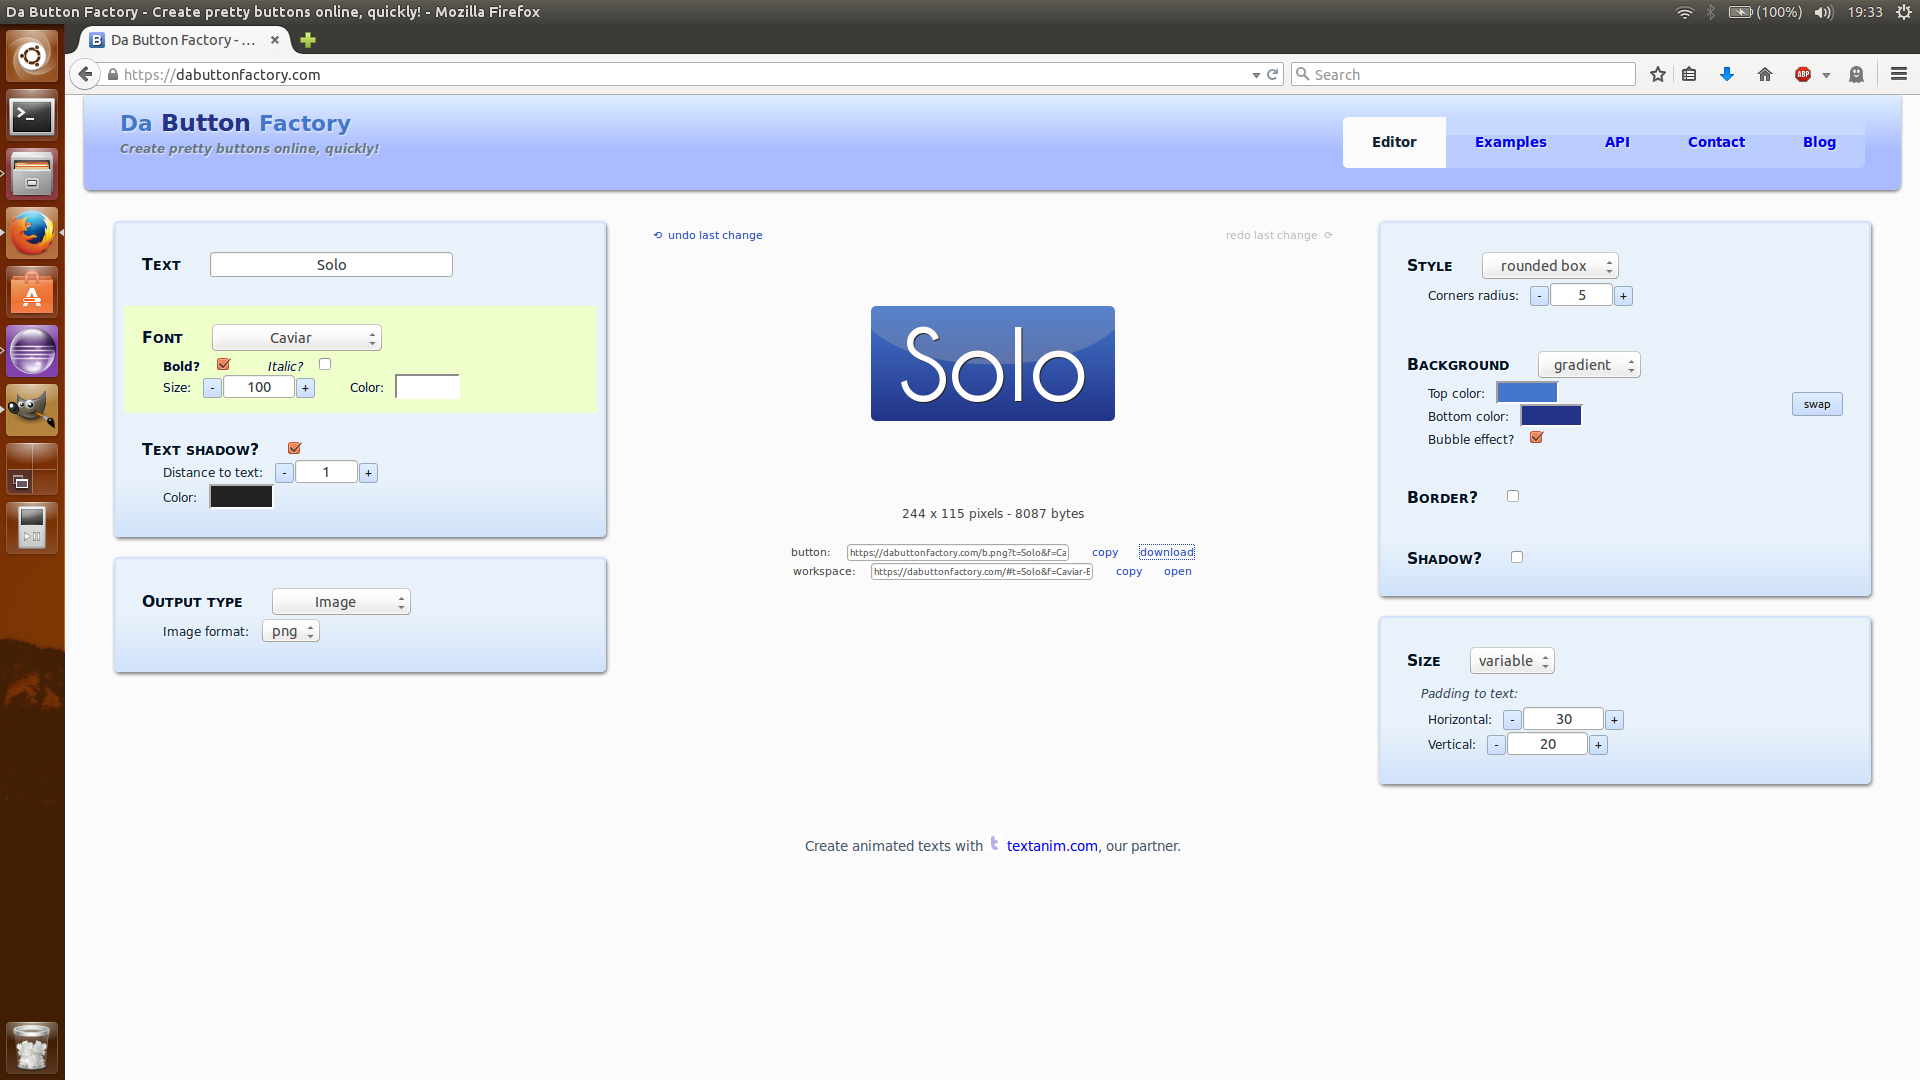 Da Button Factory - Create pretty buttons online, quickly! - Mozilla Firefox
(100%) 19:33
Da Button Factory - ...
https://dabuttonfactory.com
Search
ABP
Da Button Factory
Create pretty buttons online, quickly!
Editor
Examples
API
Contact
Blog
undo last change
redo last change
Text
Solo
Font
Caviar
Bold?
Italic?
Size:
-
100
+
Color:
Text shadow?
Distance to text:
-
1
+
Color:
Output type
Image
Image format:
png
Solo
244 x 115 pixels - 8087 bytes
button:
https://dabuttonfactory.com/b.png?t=Solo&f=Ca
copy
download
workspace:
https://dabuttonfactory.com/#t=Solo&f=Caviar-B
copy
open
Style
rounded box
Corners radius:
-
5
+
Background
gradient
Top color:
Bottom color:
swap
Bubble effect?
Border?
Shadow?
Size
variable
Padding to text:
Horizontal:
-
30
+
Vertical:
-
20
+
Create animated texts with t textanim.com, our partner.